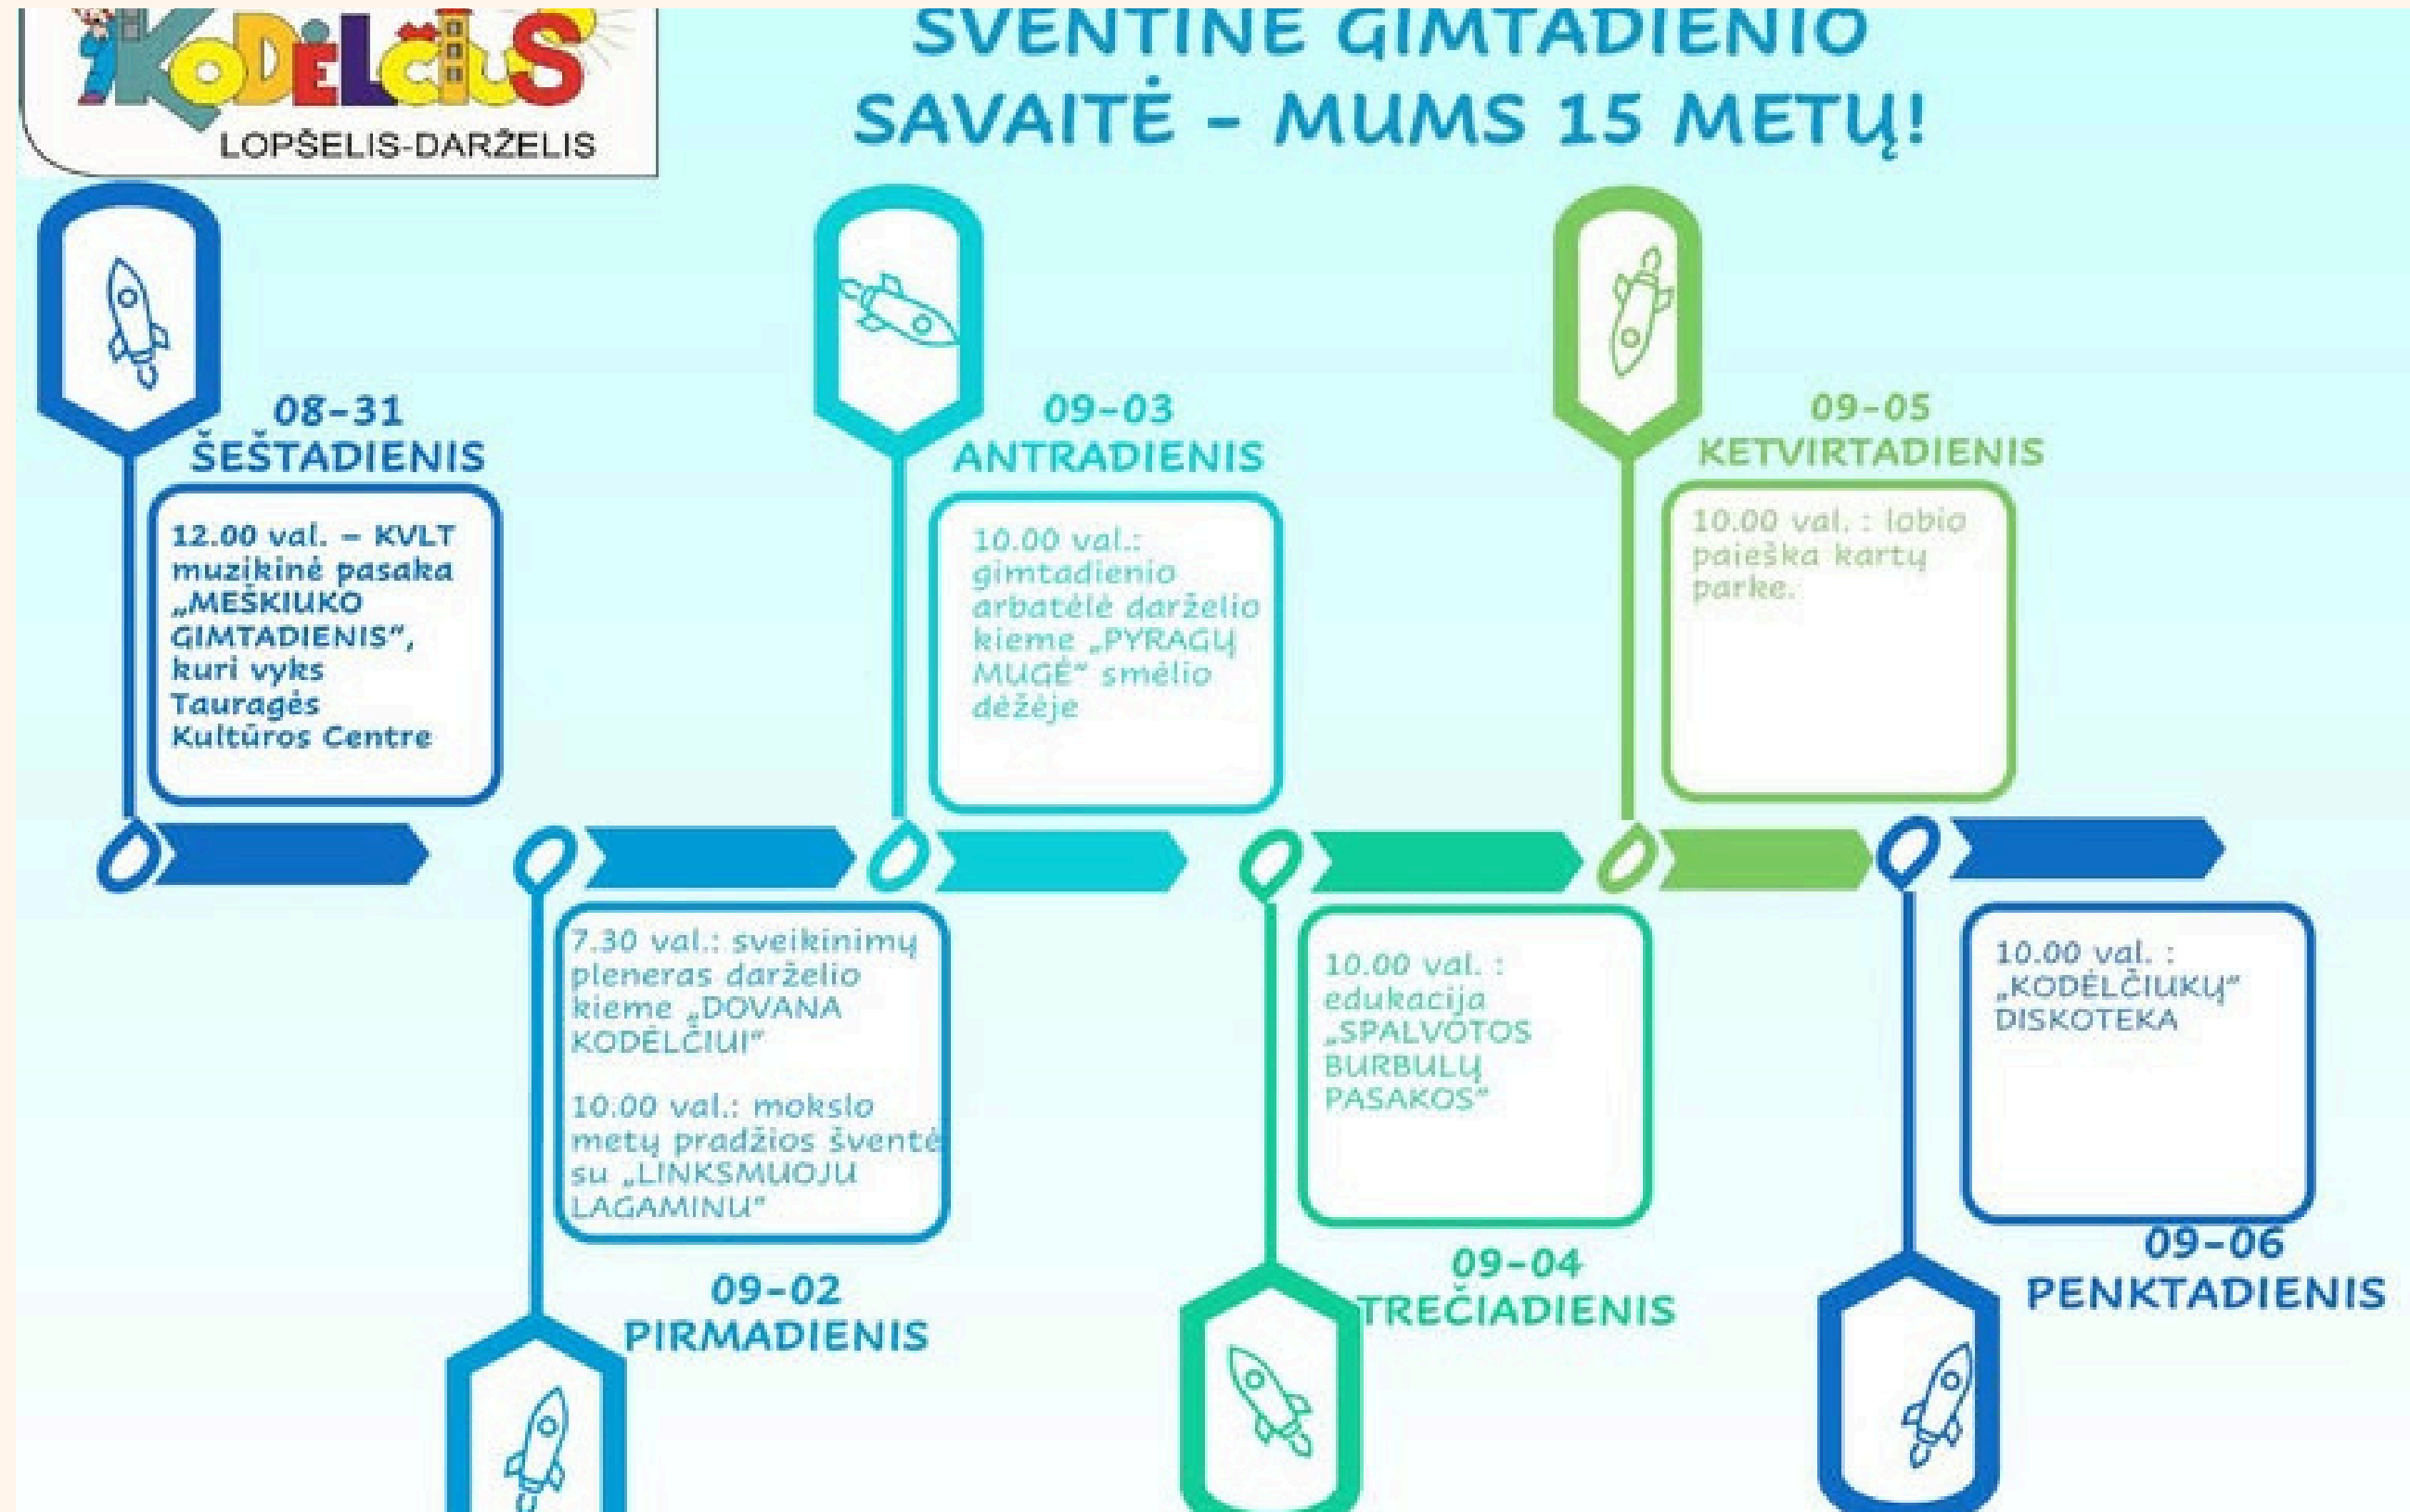 KODĖLČIUS
LOPŠELIS-DARŽELIS
ŠVENTINĖ GIMTADIENIO
SAVAITĖ - MUMS 15 METŲ!
08-31
ŠEŠTADIENIS
12.00 val. – KVLT
muzikinė pasaka
„MEŠKIUKO
GIMTADIENIS“,
kuri vyks
Tauragės
Kultūros Centre
7.30 val.: sveikinimų
pleneras darželio
kieme „DOVANA
KODĖLČIUI“
10.00 val.: mokslo
metų pradžios šventė
su „LINKSMUOJU
LAGAMINU“
09-02
PIRMADIENIS
09-03
ANTRADIENIS
10.00 val.:
gimtadienio
arbatėlė darželio
kieme „PYRAGŲ
MUGĖ“ smėlio
dėžėje
10.00 val. :
edukacija
„SPALVOTOS
BURBULŲ
PASAKOS“
09-04
TREČIADIENIS
09-05
KETVIRTADIENIS
10.00 val. : lobio
paieška kartų
parke.
10.00 val. :
„KODĖLČIUKŲ“
DISKOTEKA
09-06
PENKTADIENIS